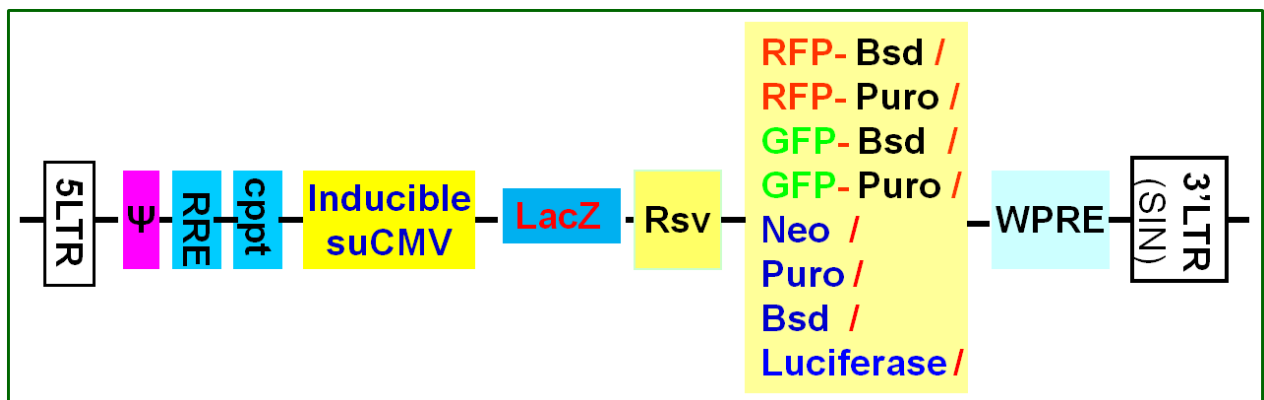 5LTR
Ψ
RRE
cppt
Inducible
suCMV
LacZ
Rsv
RFP- Bsd /
RFP- Puro /
GFP- Bsd /
GFP- Puro /
Neo /
Puro /
Bsd /
Luciferase /
WPRE
3'LTR
(SIN)